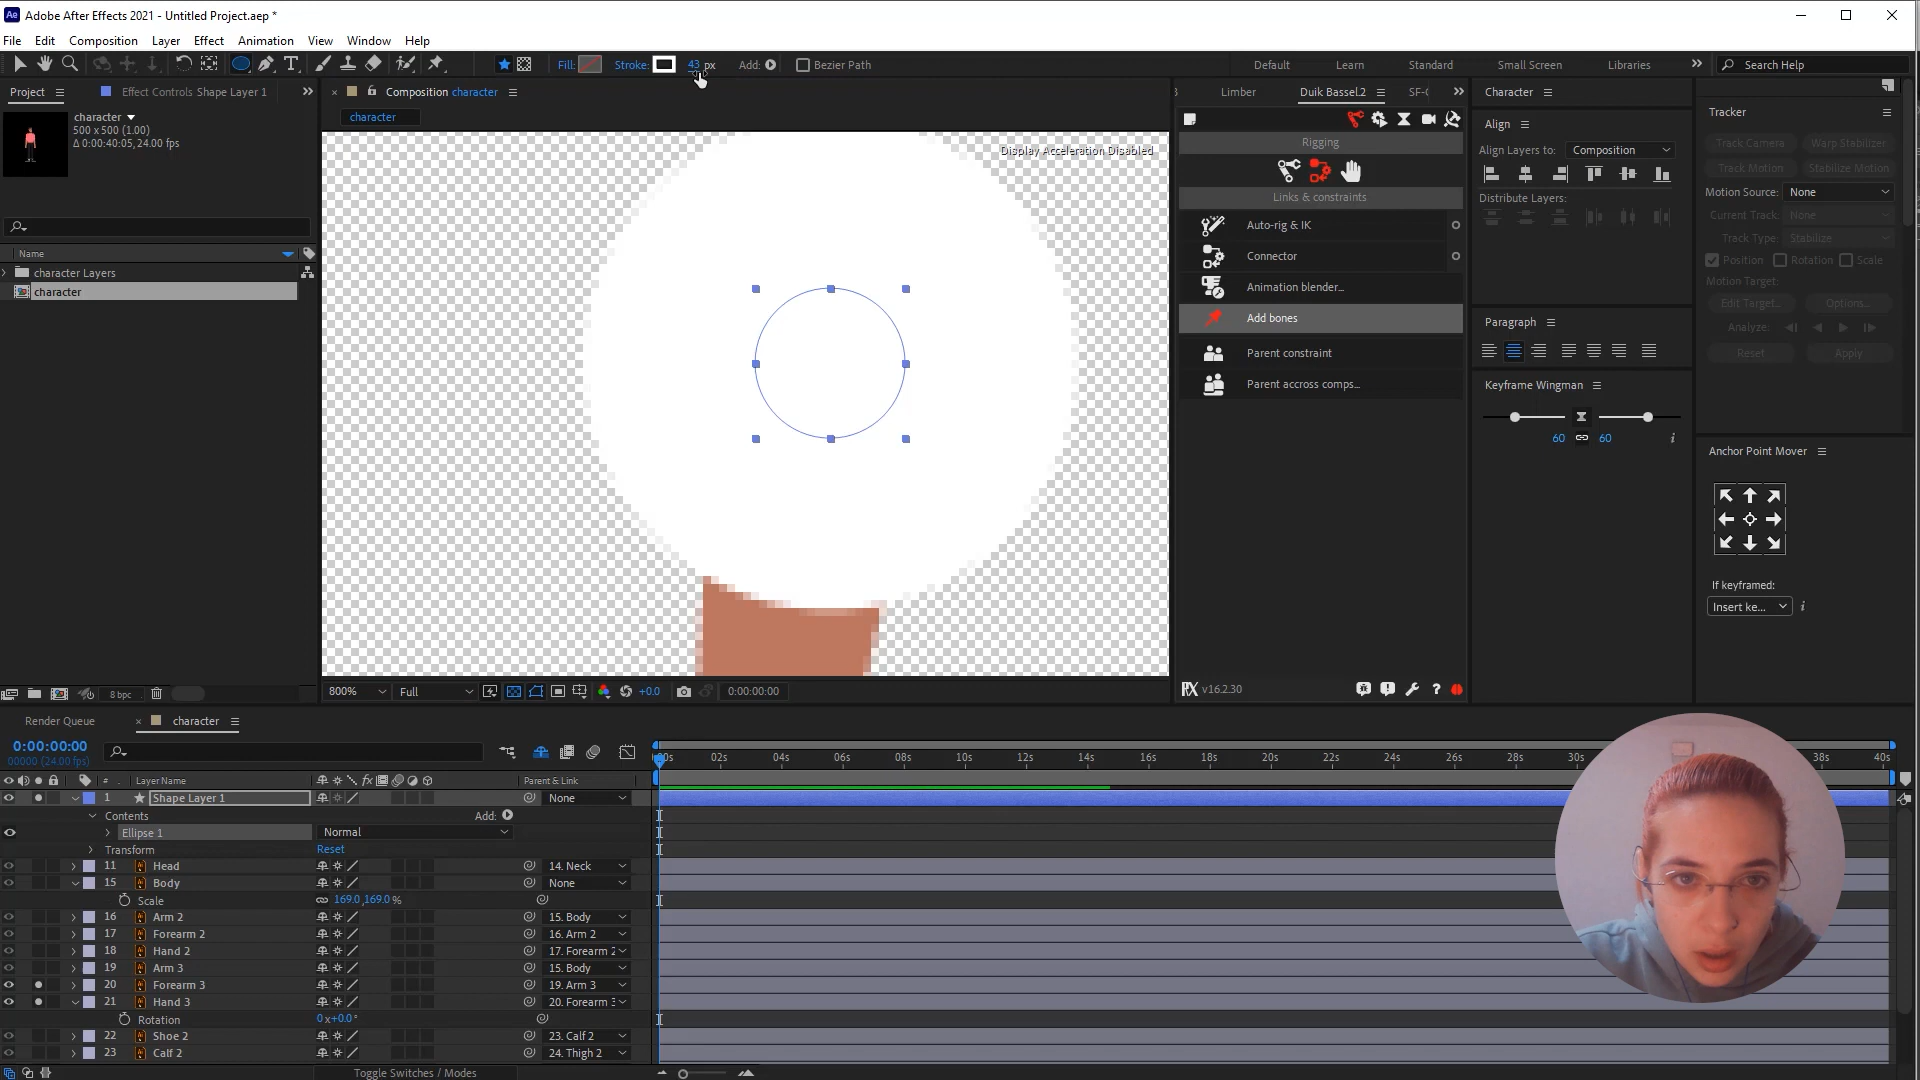 Adobe After Effects 2021 - Untitled Project.aep *
File Edit Composition Layer Effect Animation View Window Help
Fill: Stroke: 43 px Add: Bezier Path Default Learn Standard Small Screen Libraries Search Help
Project Effect Controls Shape Layer 1
character
500 x 500 (1.00)
Δ 0:00:40:05, 24.00 fps
Name
character Layers
character
8 bpc
Composition character
character
Display Acceleration Disabled
800% Full +0.0 0:00:00:00
Limber Duik Bassel.2 SF-
Rigging
Links & constraints
Auto-rig & IK
Connector
Animation blender...
Add bones
Parent constraint
Parent accross comps...
v16.2.30
Character
Align
Align Layers to: Composition
Distribute Layers:
Paragraph
Keyframe Wingman
60 60
Tracker
Track Camera Warp Stabilizer
Track Motion Stabilize Motion
Motion Source: None
Current Track: None
Track Type: Stabilize
Position Rotation Scale
Motion Target:
Edit Target... Options...
Analyze:
Reset Apply
Anchor Point Mover
If keyframed:
Insert ke...
Render Queue character
0:00:00:00
00000 (24.00 fps)
# Layer Name Parent & Link
02s 04s 06s 08s 10s 12s 14s 16s 18s 20s 22s 24s 26s 28s 30s 38s 40s
1 Shape Layer 1 None
Contents Add:
Ellipse 1 Normal
Transform Reset
11 Head 14. Neck
15 Body None
Scale 169.0,169.0 %
16 Arm 2 15. Body
17 Forearm 2 16. Arm 2
18 Hand 2 17. Forearm 2
19 Arm 3 15. Body
20 Forearm 3 19. Arm 3
21 Hand 3 20. Forearm 3
Rotation 0x+0.0°
22 Shoe 2 23. Calf 2
23 Calf 2 24. Thigh 2
Toggle Switches / Modes